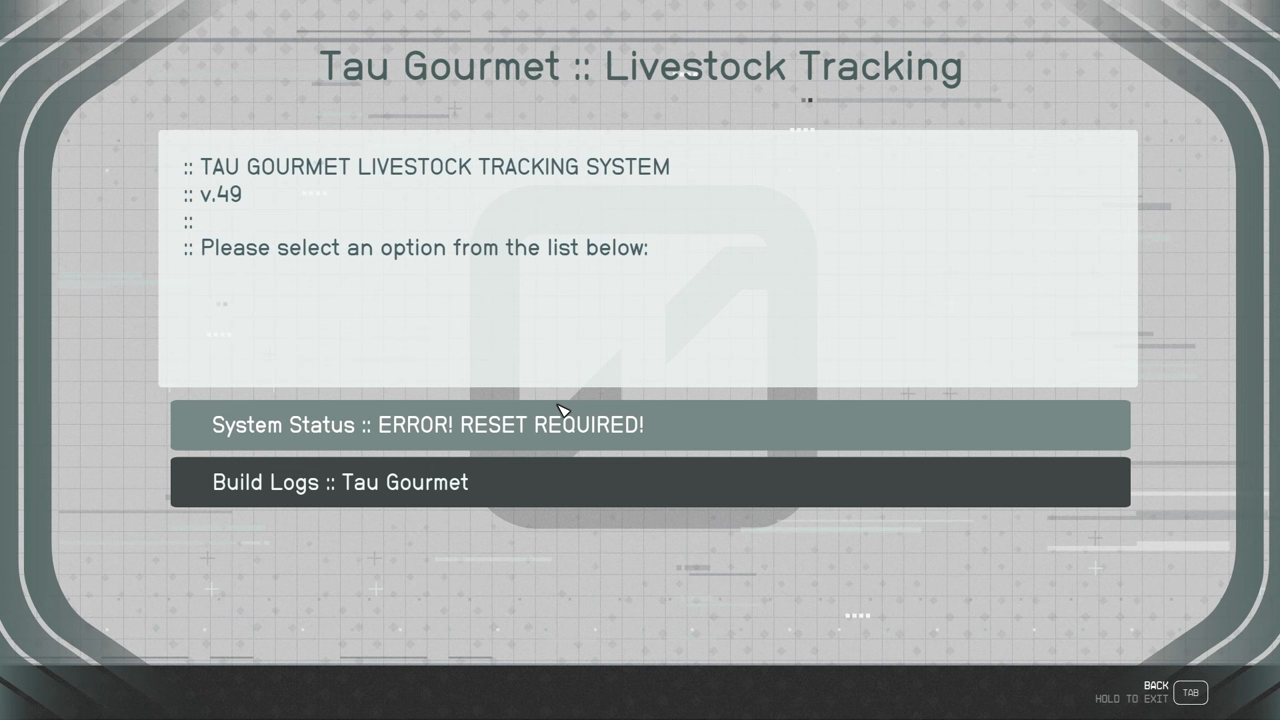 Tau Gourmet :: Livestock Tracking
:: TAU GOURMET LIVESTOCK TRACKING SYSTEM
:: v.49
::
:: Please select an option from the list below:
System Status :: ERROR! RESET REQUIRED!
Build Logs :: Tau Gourmet
BACK
HOLD TO EXIT TAB